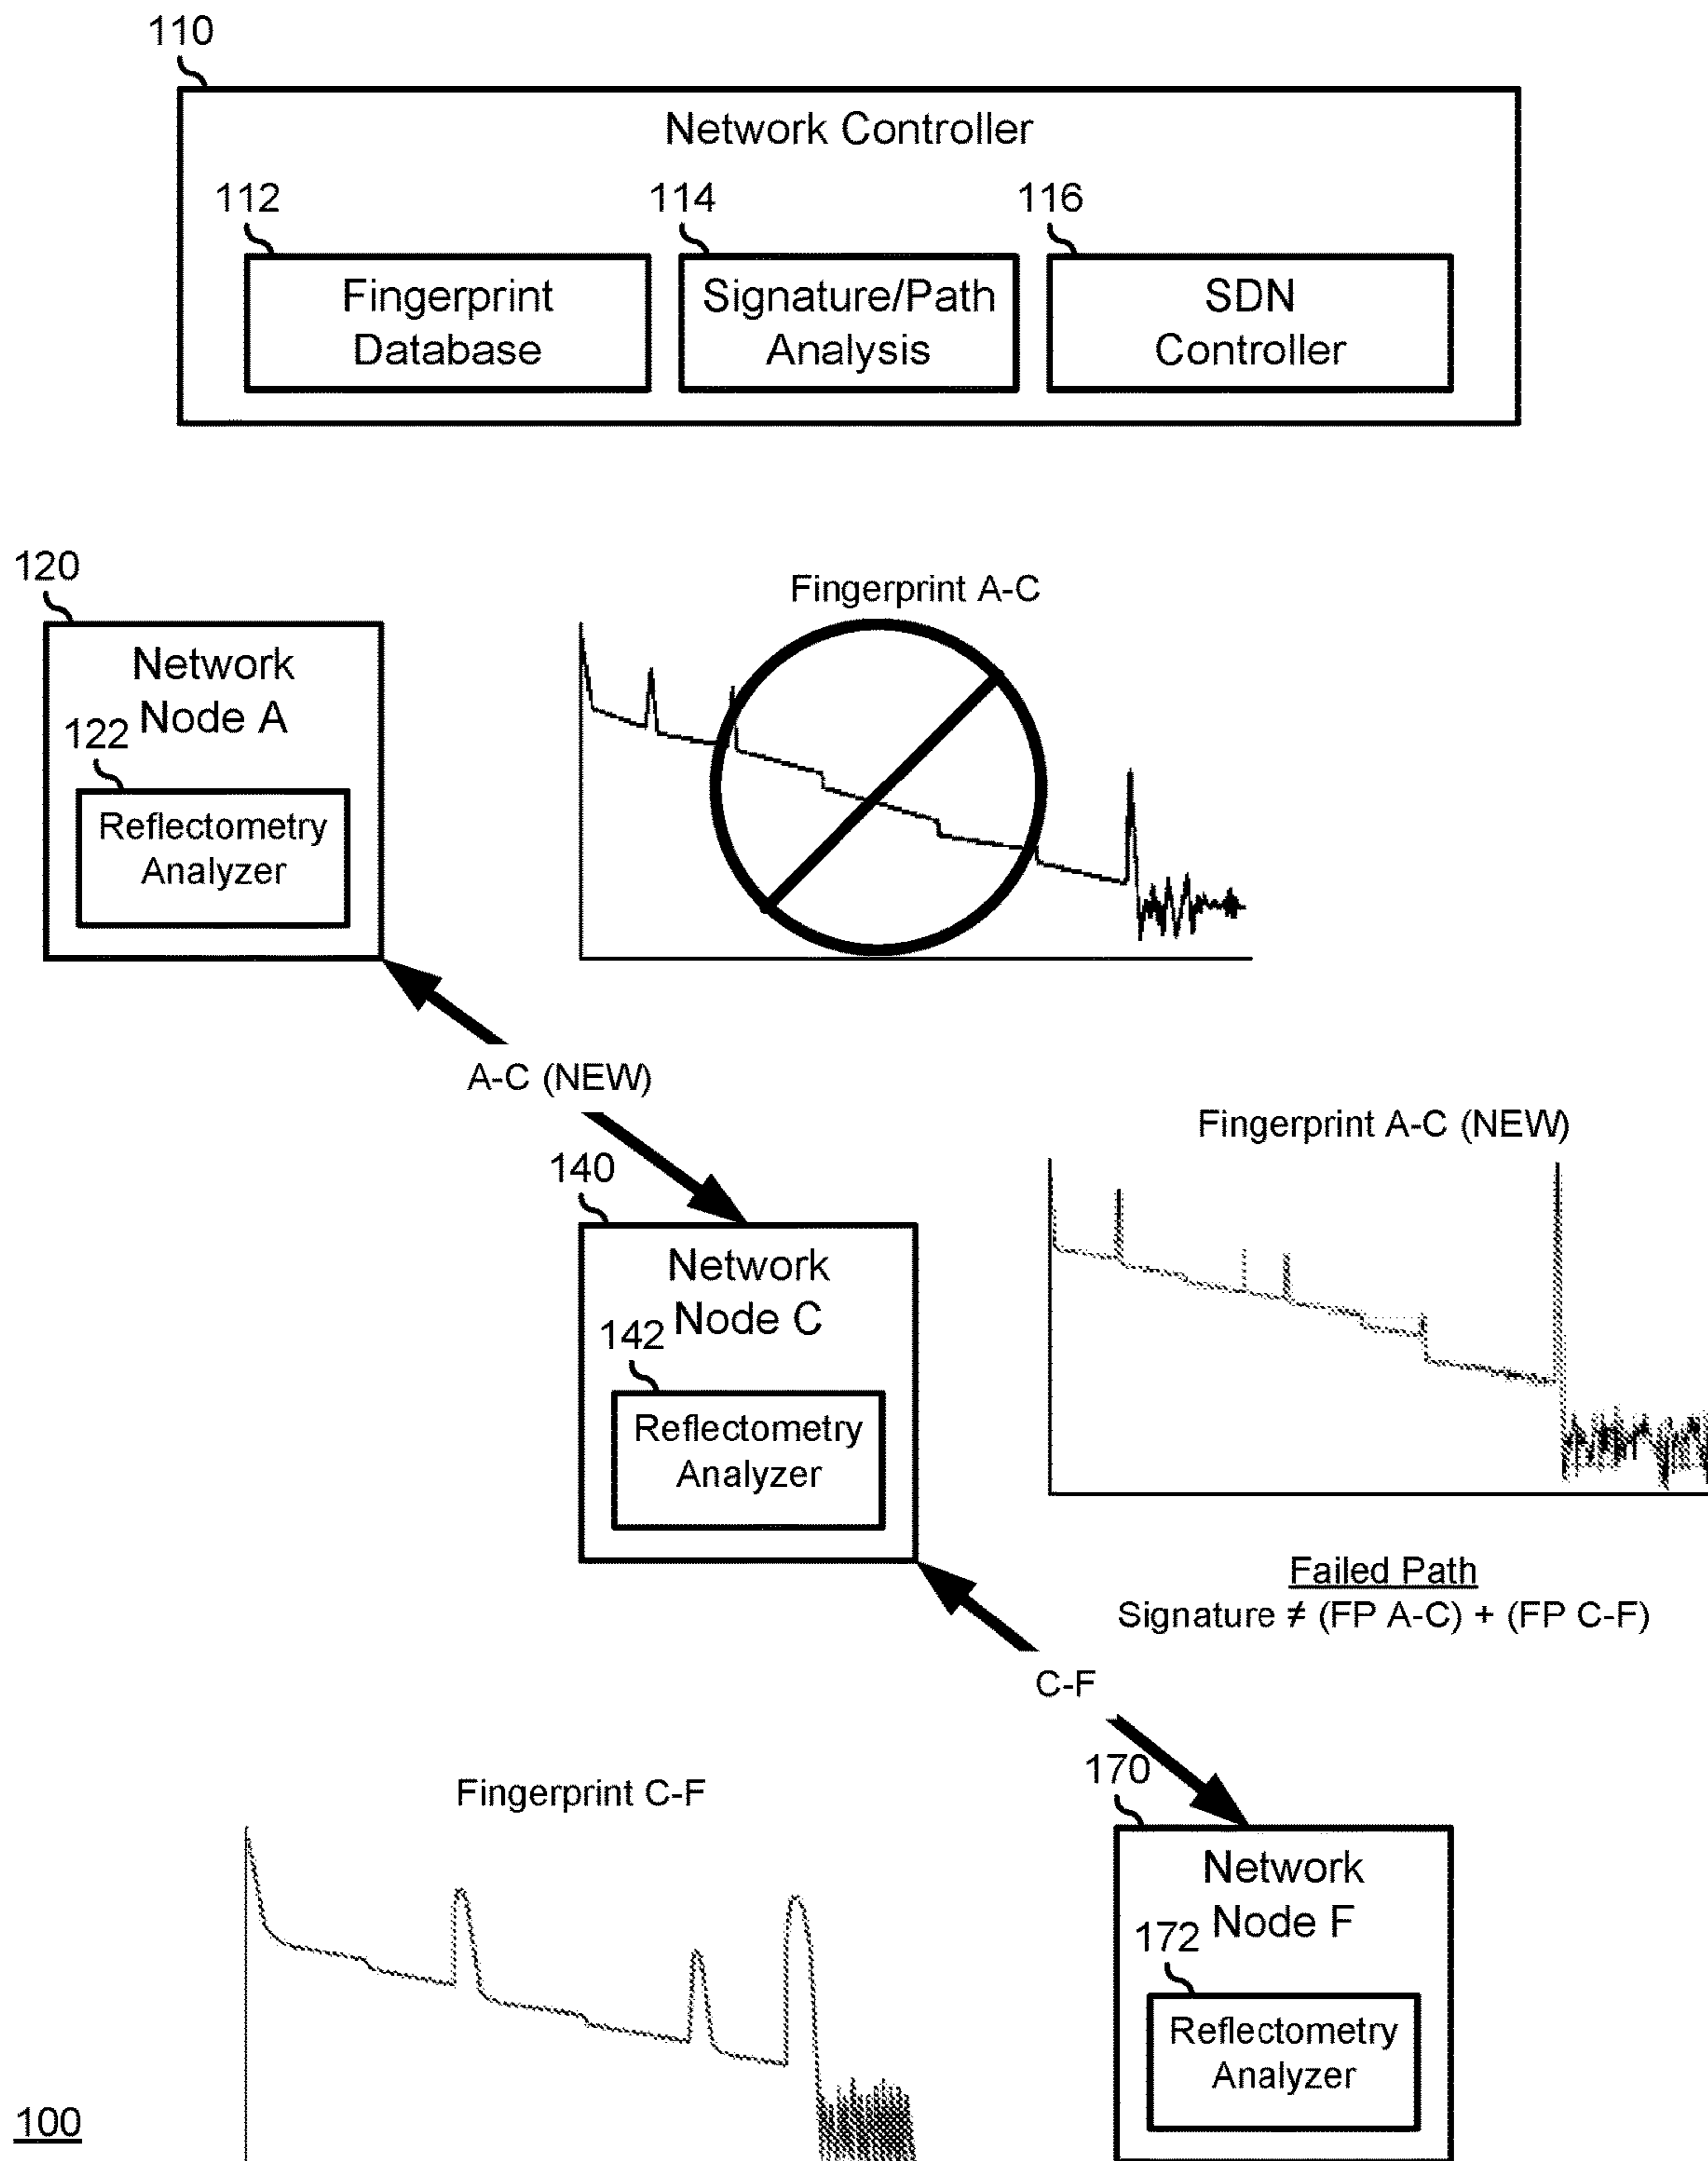 110
Network Controller
112
114
116
Fingerprint
Database
Signature/Path
Analysis
SDN
Controller
120
Network
Node A
122
Reflectometry
Analyzer
Fingerprint A-C
A-C (NEW)
140
Network
Node C
142
Reflectometry
Analyzer
Fingerprint A-C (NEW)
Failed Path
Signature ≠ (FP A-C) + (FP C-F)
C-F
170
Network
Node F
172
Reflectometry
Analyzer
Fingerprint C-F
100